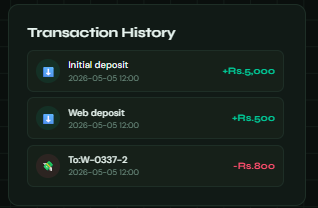 Transaction History
Initial deposit
2026-05-05 12:00
+Rs.5,000
Web deposit
2026-05-05 12:00
+Rs.500
To:W-0337-2
2026-05-05 12:00
-Rs.800